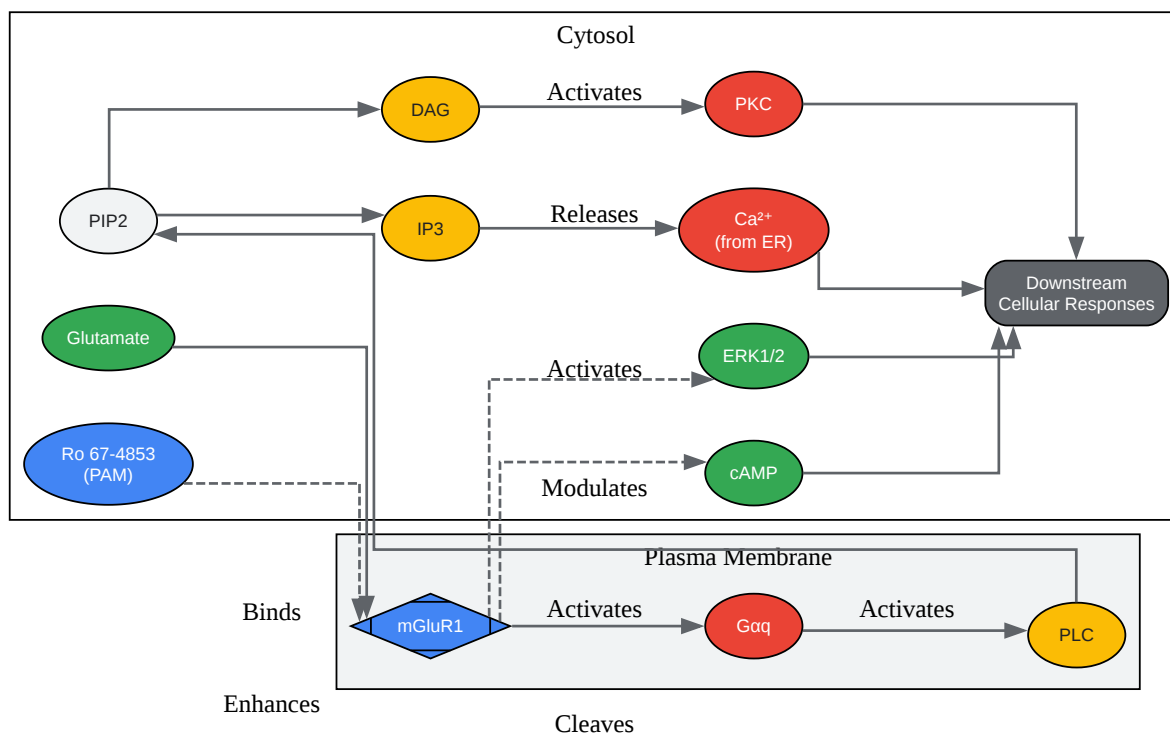 Cytosol
DAG
Activates
PKC
PIP2
IP3
Releases
Ca²⁺
(from ER)
Downstream
Cellular Responses
Glutamate
Activates
ERK1/2
Ro 67-4853
(PAM)
Modulates
cAMP
Plasma Membrane
Binds
mGluR1
Activates
Gαq
Activates
PLC
Enhances
Cleaves